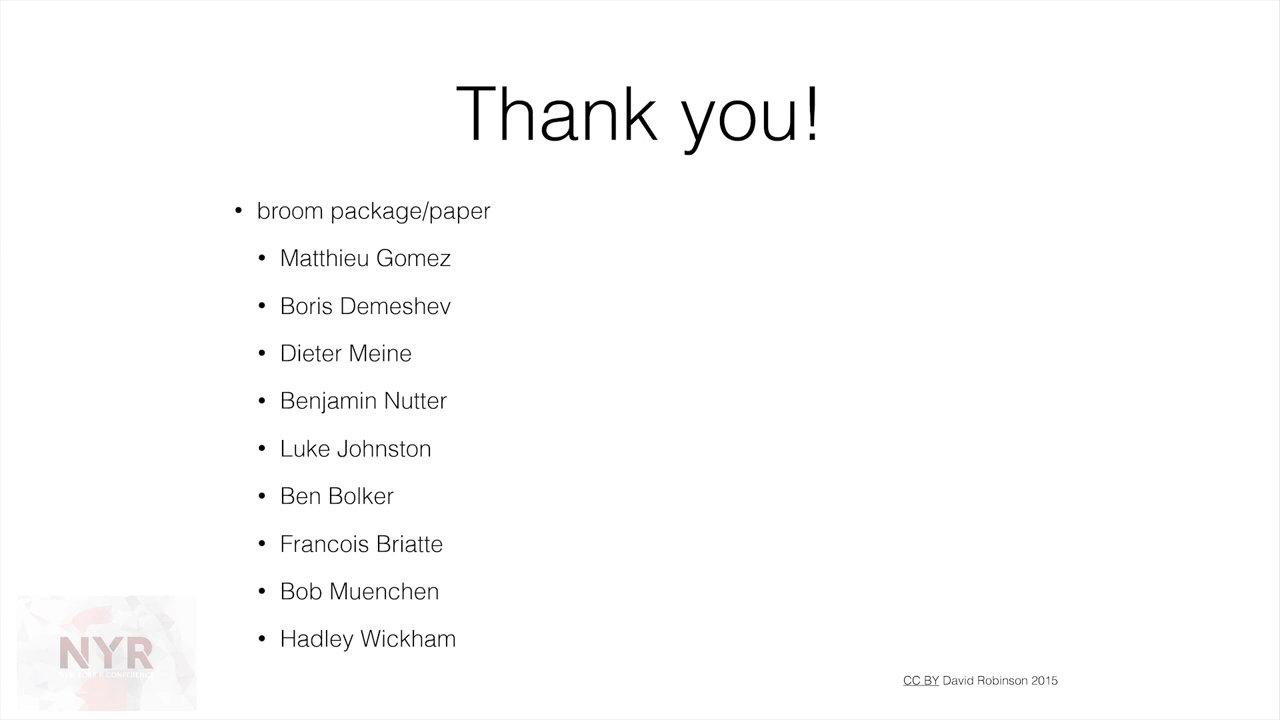 Thank you!
• broom package/paper
• Matthieu Gomez
• Boris Demeshev
• Dieter Meine
• Benjamin Nutter
• Luke Johnston
• Ben Bolker
• Francois Briatte
• Bob Muenchen
• Hadley Wickham
NYR
CC BY David Robinson 2015